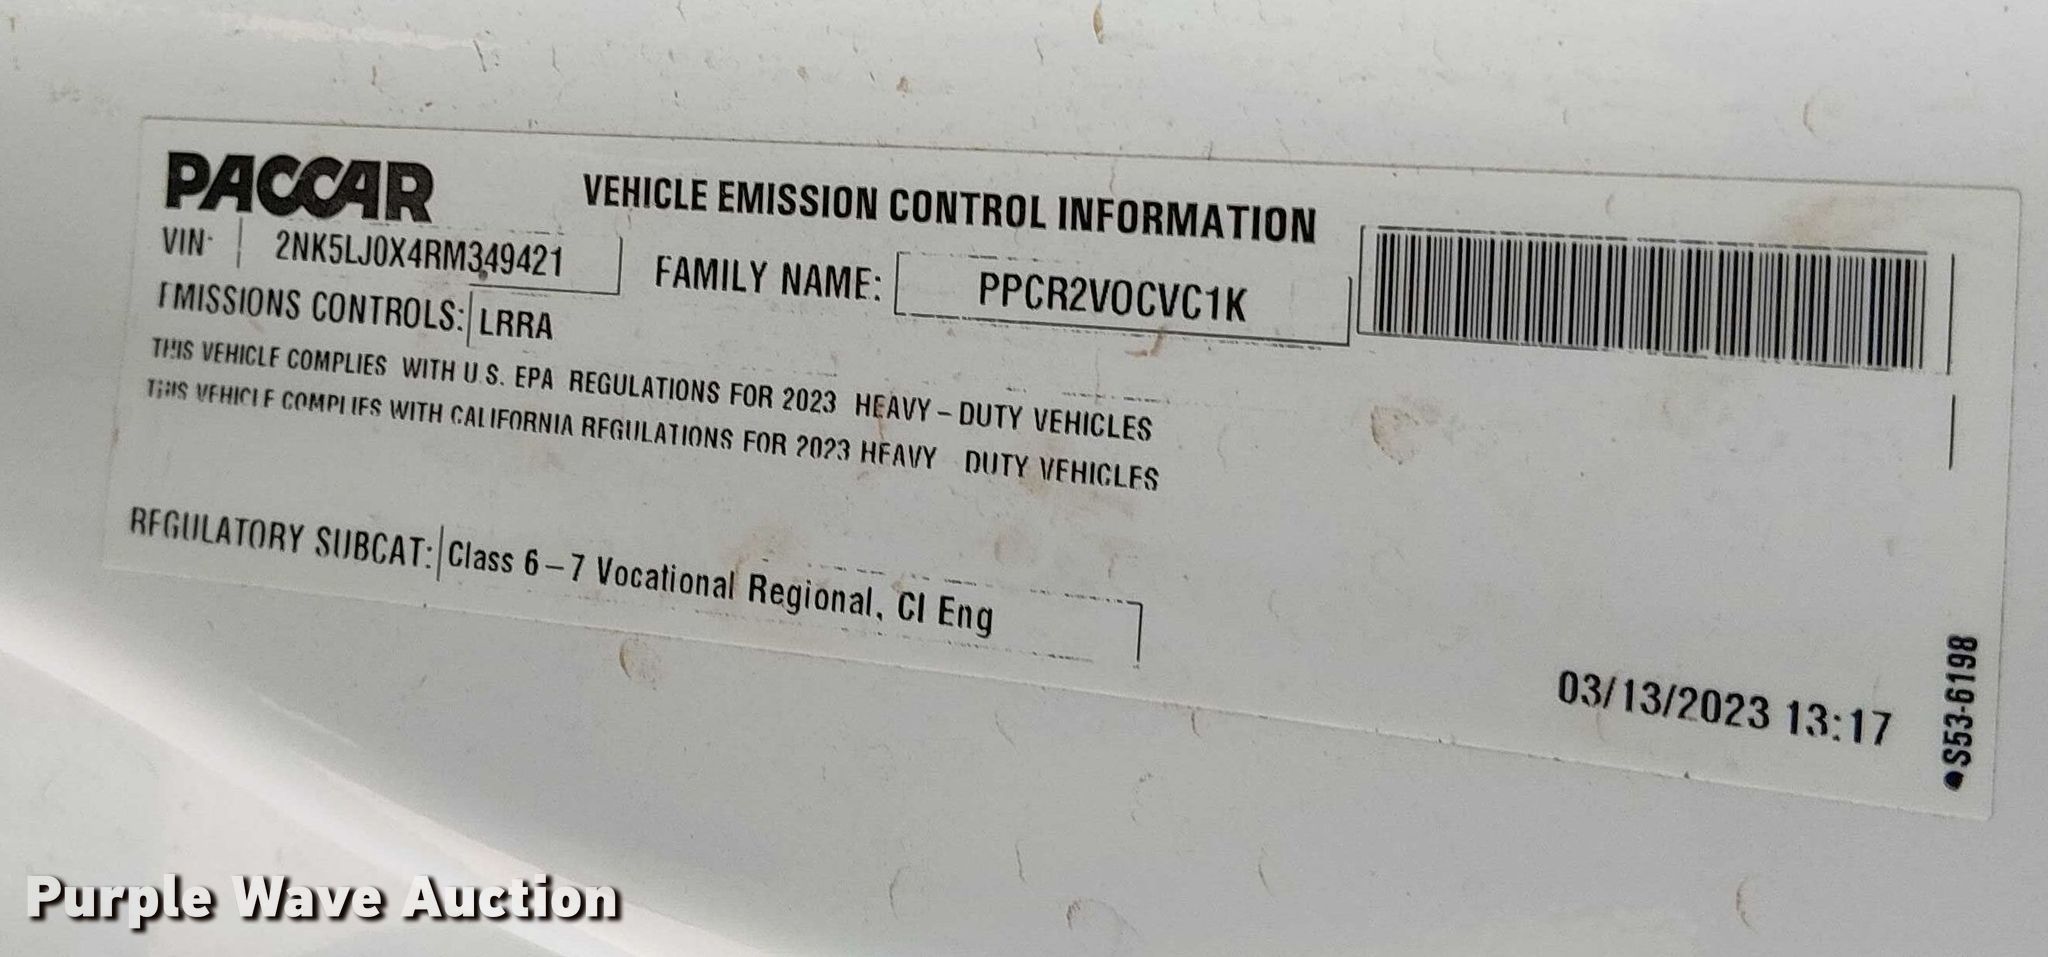 PACCAR
VEHICLE EMISSION CONTROL INFORMATION
VIN: 2NK5LJ0X4RM349421
FAMILY NAME: PPCR2VOCVC1K
EMISSIONS CONTROLS: LRRA
THIS VEHICLE COMPLIES WITH U.S. EPA REGULATIONS FOR 2023 HEAVY – DUTY VEHICLES
THIS VEHICLE COMPLIES WITH CALIFORNIA REGULATIONS FOR 2023 HEAVY DUTY VEHICLES
REGULATORY SUBCAT: Class 6–7 Vocational Regional, CI Eng
03/13/2023 13:17
●S53-6198
Purple Wave Auction